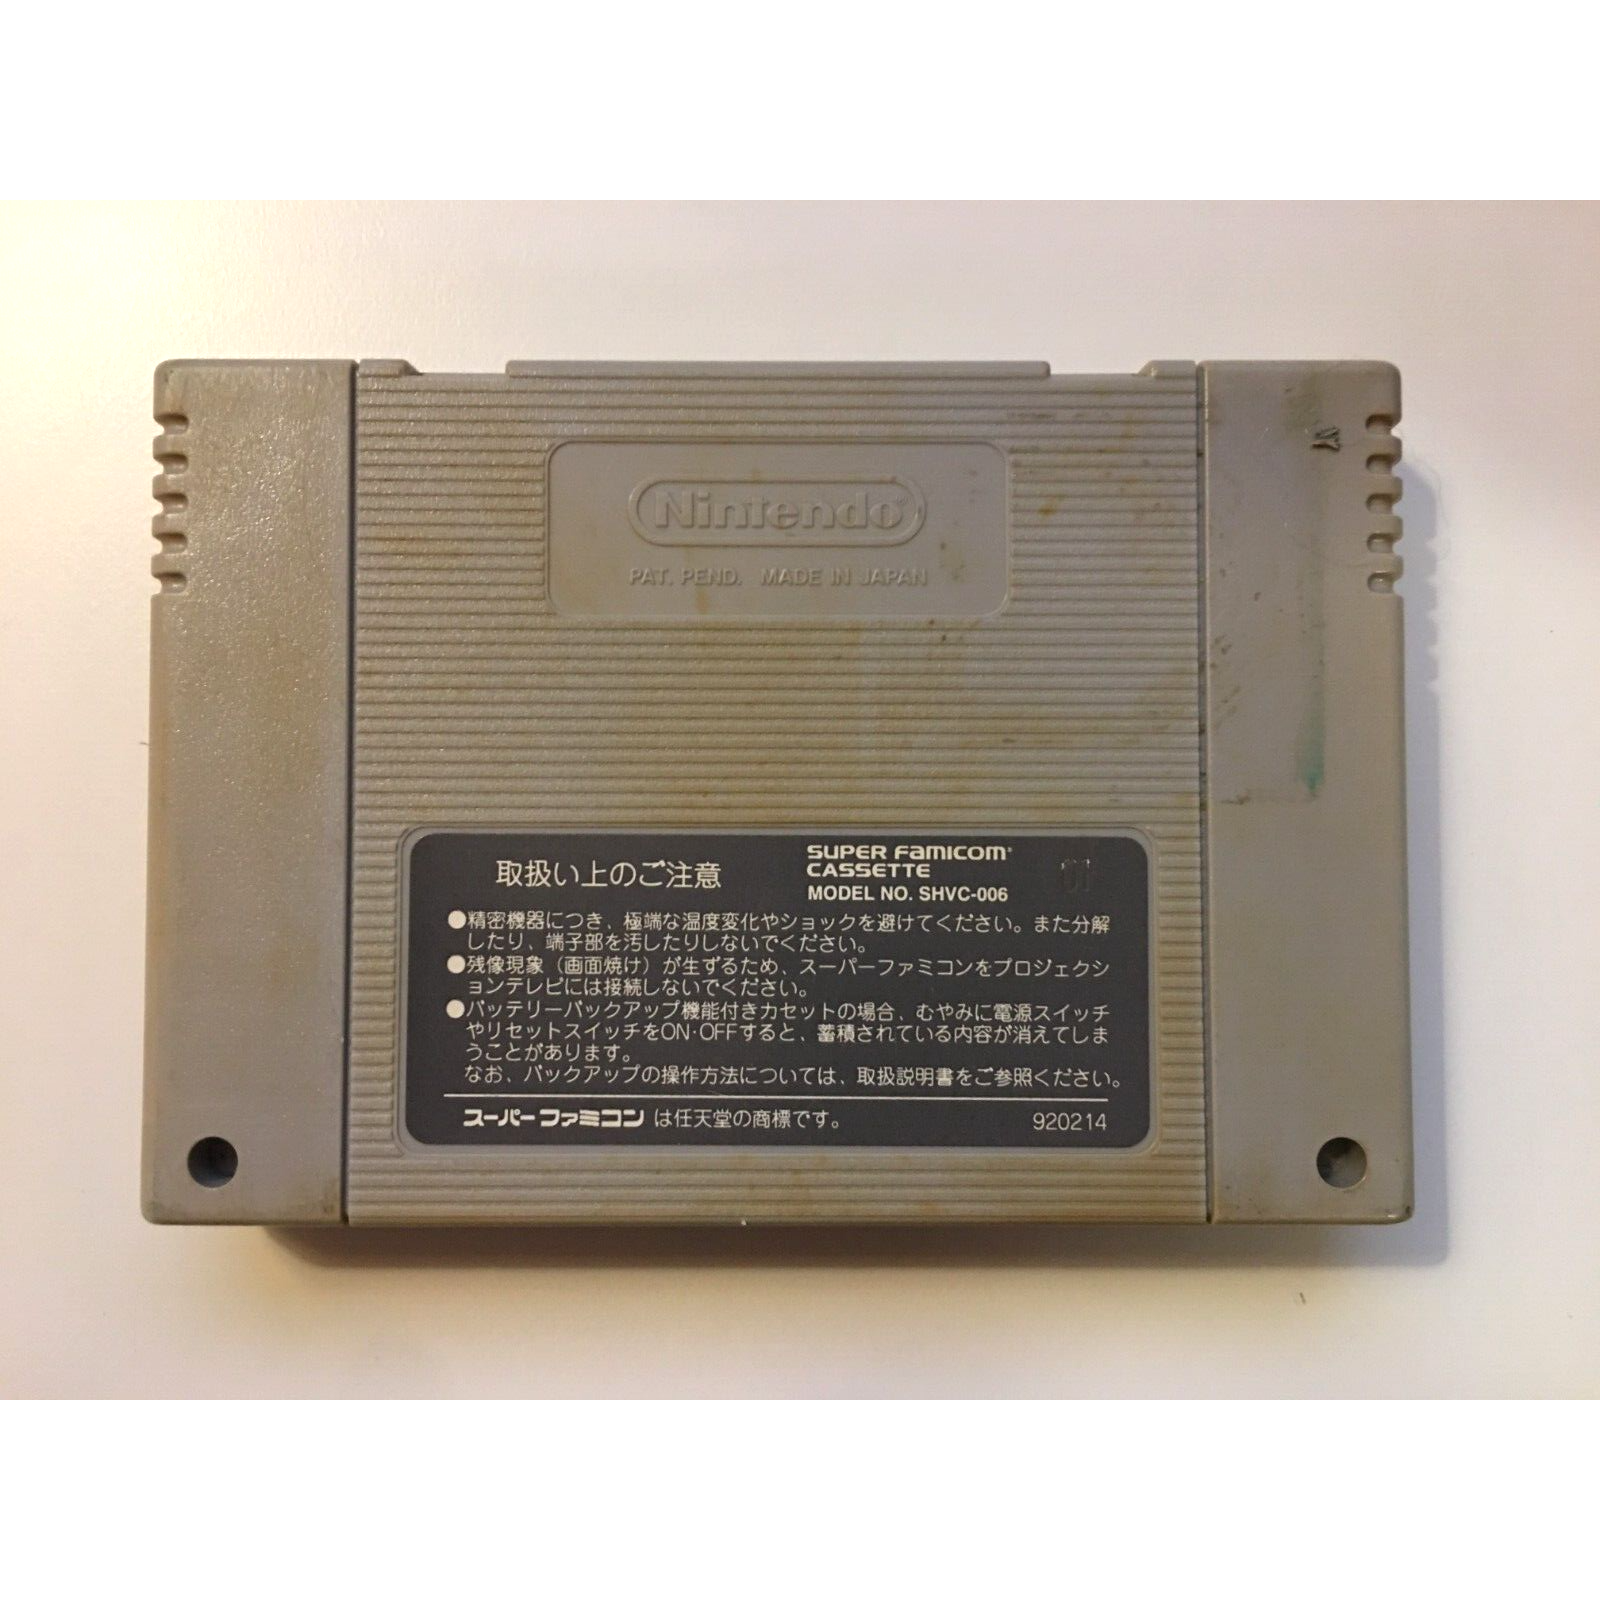 Nintendo®
PAT. PEND. MADE IN JAPAN
取扱い上のご注意
SUPER FAMICOM®
CASSETTE
MODEL NO. SHVC-006
●精密機器につき、極端な温度変化やショックを避けてください。また分解
したり、端子部を汚したりしないでください。
●残像現象(画面焼け)が生ずるため、スーパーファミコンをプロジェクシ
ョンテレビには接続しないでください。
●バッテリーバックアップ機能付きカセットの場合、むやみに電源スイッチ
やリセットスイッチをON·OFFすると、蓄積されている内容が消えてしま
うことがあります。
なお、バックアップの操作方法については、取扱説明書をご参照ください。
スーパーファミコンは任天堂の商標です。
920214